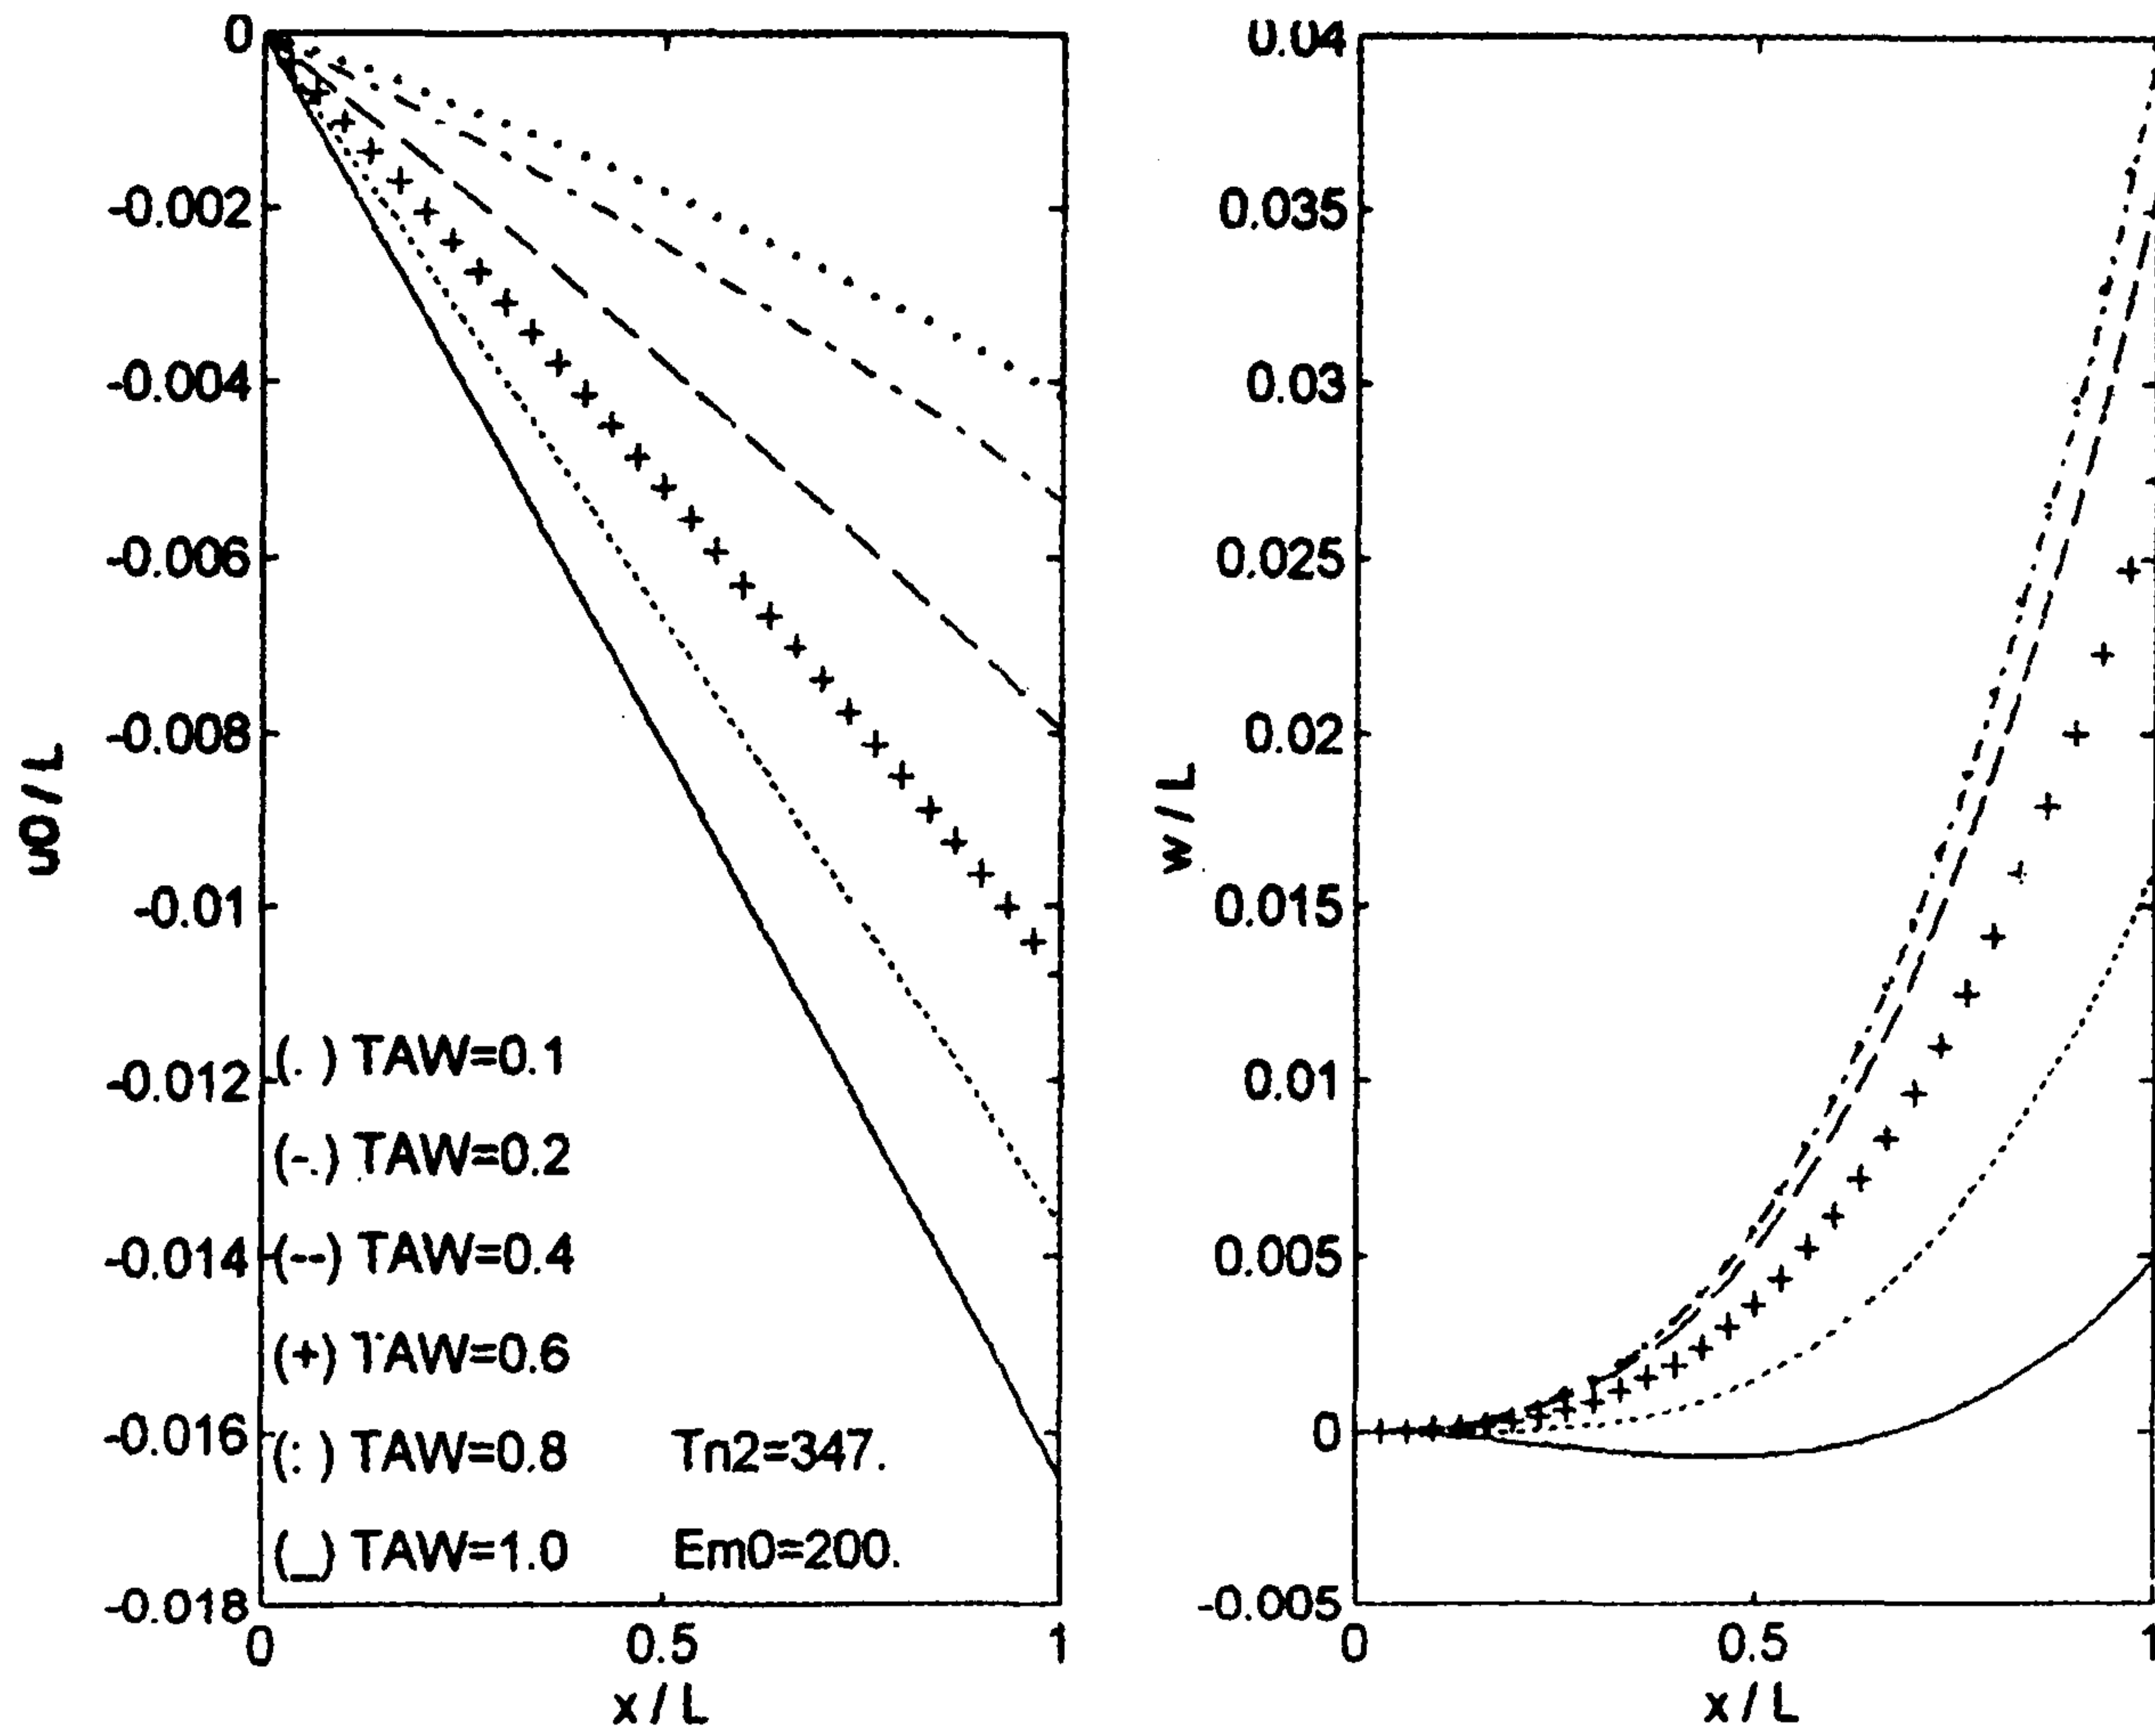 0
-0.002
-0.004
-0.006
-0.008
-0.01
-0.012
-0.014
-0.016
-0.018
u0/L
(. ) TAW=0.1
(-.) TAW=0.2
(--) TAW=0.4
(+) TAW=0.6
(: ) TAW=0.8 Tn2=347.
(_) TAW=1.0 Em0=200.
0 0.5 1
x/L
0.04
0.035
0.03
0.025
0.02
0.015
0.01
0.005
0
-0.005
w/L
0 0.5 1
x/L